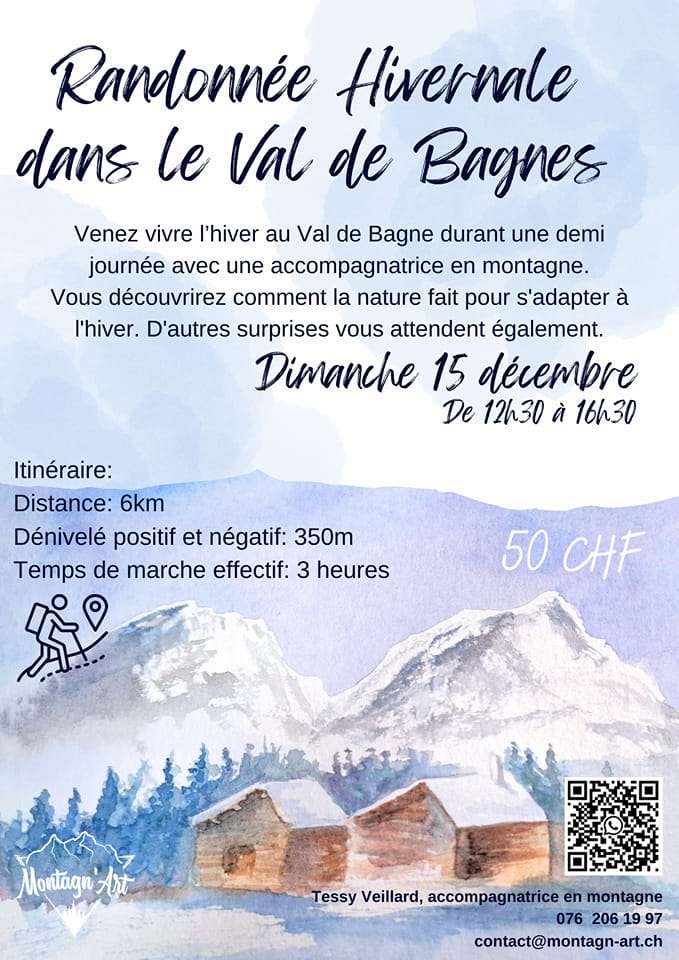 Randonnée Hivernale
dans le Val de Bagnes
Venez vivre l’hiver au Val de Bagne durant une demi
journée avec une accompagnatrice en montagne.
Vous découvrirez comment la nature fait pour s'adapter à
l'hiver. D'autres surprises vous attendent également.
Dimanche 15 décembre
De 12h30 à 16h30
Itinéraire:
Distance: 6km
Dénivelé positif et négatif: 350m
Temps de marche effectif: 3 heures
50 CHF
Montagn'Art
Tessy Veillard, accompagnatrice en montagne
076  206 19 97
contact@montagn-art.ch